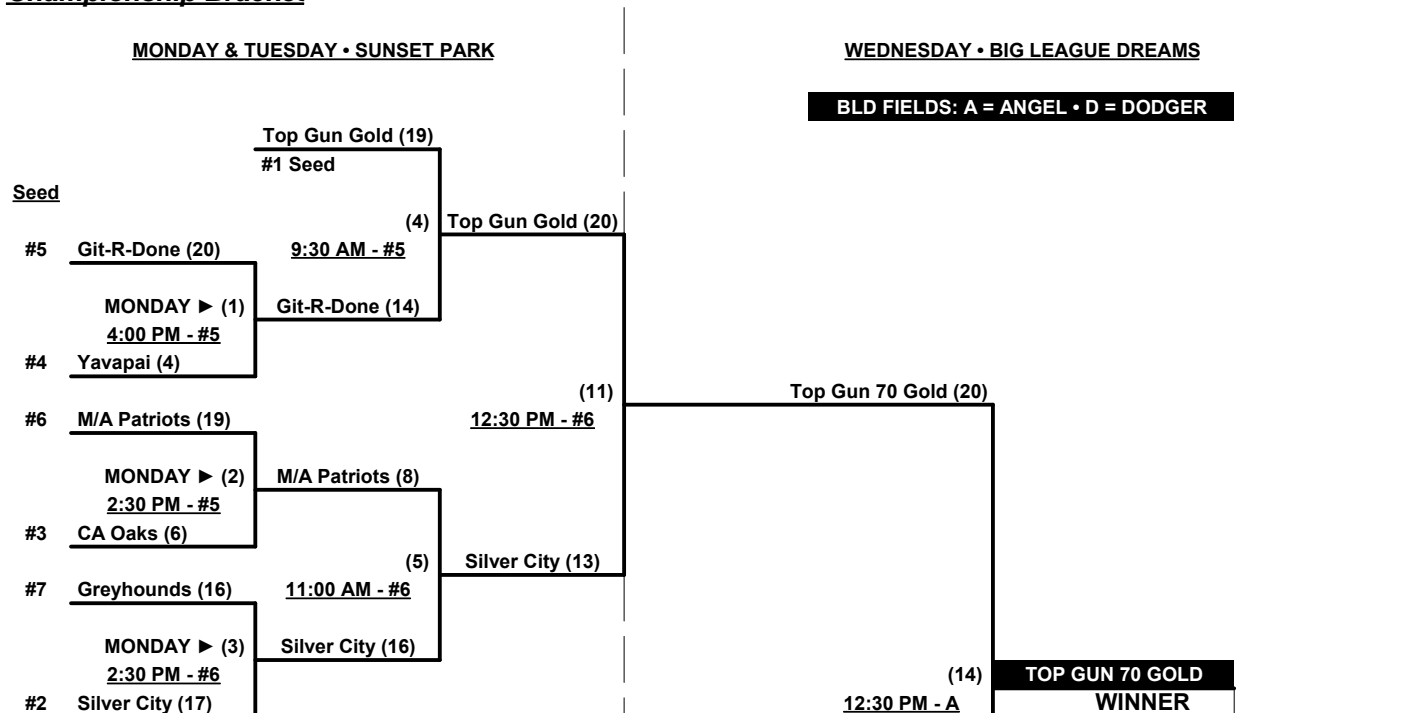 MONDAY & TUESDAY • SUNSET PARK
WEDNESDAY • BIG LEAGUE DREAMS
BLD FIELDS: A = ANGEL • D = DODGER
Top Gun Gold (19)
#1 Seed
Seed
(4) Top Gun Gold (20)
#5 Git-R-Done (20) 9:30 AM - #5
MONDAY ► (1) Git-R-Done (14)
4:00 PM - #5
#4 Yavapai (4)
(11) Top Gun 70 Gold (20)
#6 M/A Patriots (19) 12:30 PM - #6
MONDAY ► (2) M/A Patriots (8)
2:30 PM - #5
#3 CA Oaks (6)
(5) Silver City (13)
#7 Greyhounds (16) 11:00 AM - #6
MONDAY ► (3) Silver City (16)
2:30 PM - #6 (14) TOP GUN 70 GOLD
#2 Silver City (17) 12:30 PM - A WINNER